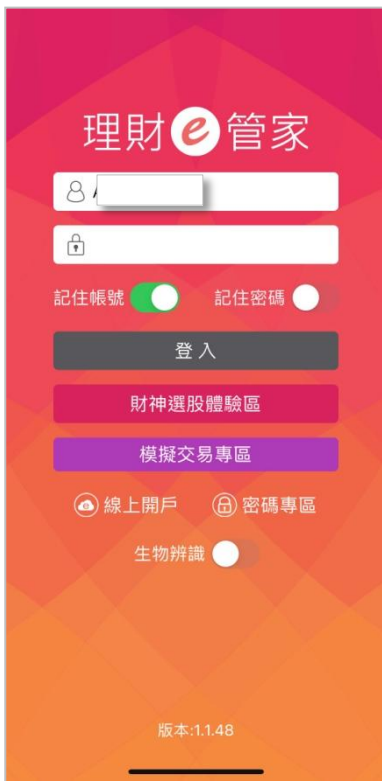 理財e管家
記住帳號 記住密碼
登入
財神選股體驗區
模擬交易專區
線上開戶 密碼專區
生物辨識
版本:1.1.48